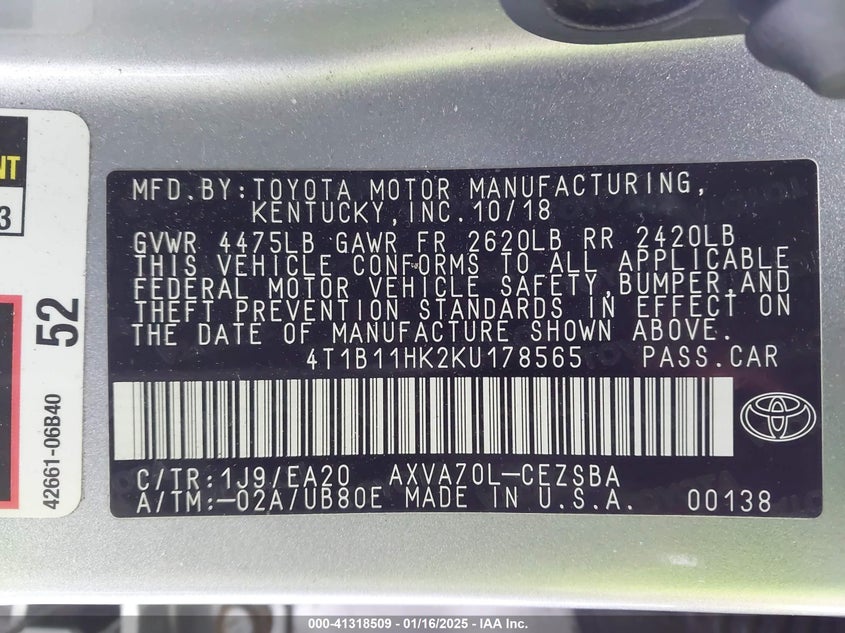 MFD.BY:TOYOTA MOTOR MANUFACTURING,
KENTUCKY,INC.10/18
GVWR 4475LB GAWR FR 2620LB RR 2420LB
THIS VEHICLE CONFORMS TO ALL APPLICABLE
FEDERAL MOTOR VEHICLE SAFETY,BUMPER,AND
THEFT PREVENTION STANDARDS IN EFFECT ON
THE DATE OF MANUFACTURE SHOWN ABOVE.
4T1B11HK2KU178565 PASS.CAR
C/TR:1J9/EA20 AXVA70L-CEZSBA
A/TM:-02A/UB80E MADE IN U.S.A. 00138
NT
3
52
42661-06B40
000-41318509 - 01/16/2025 - IAA Inc.